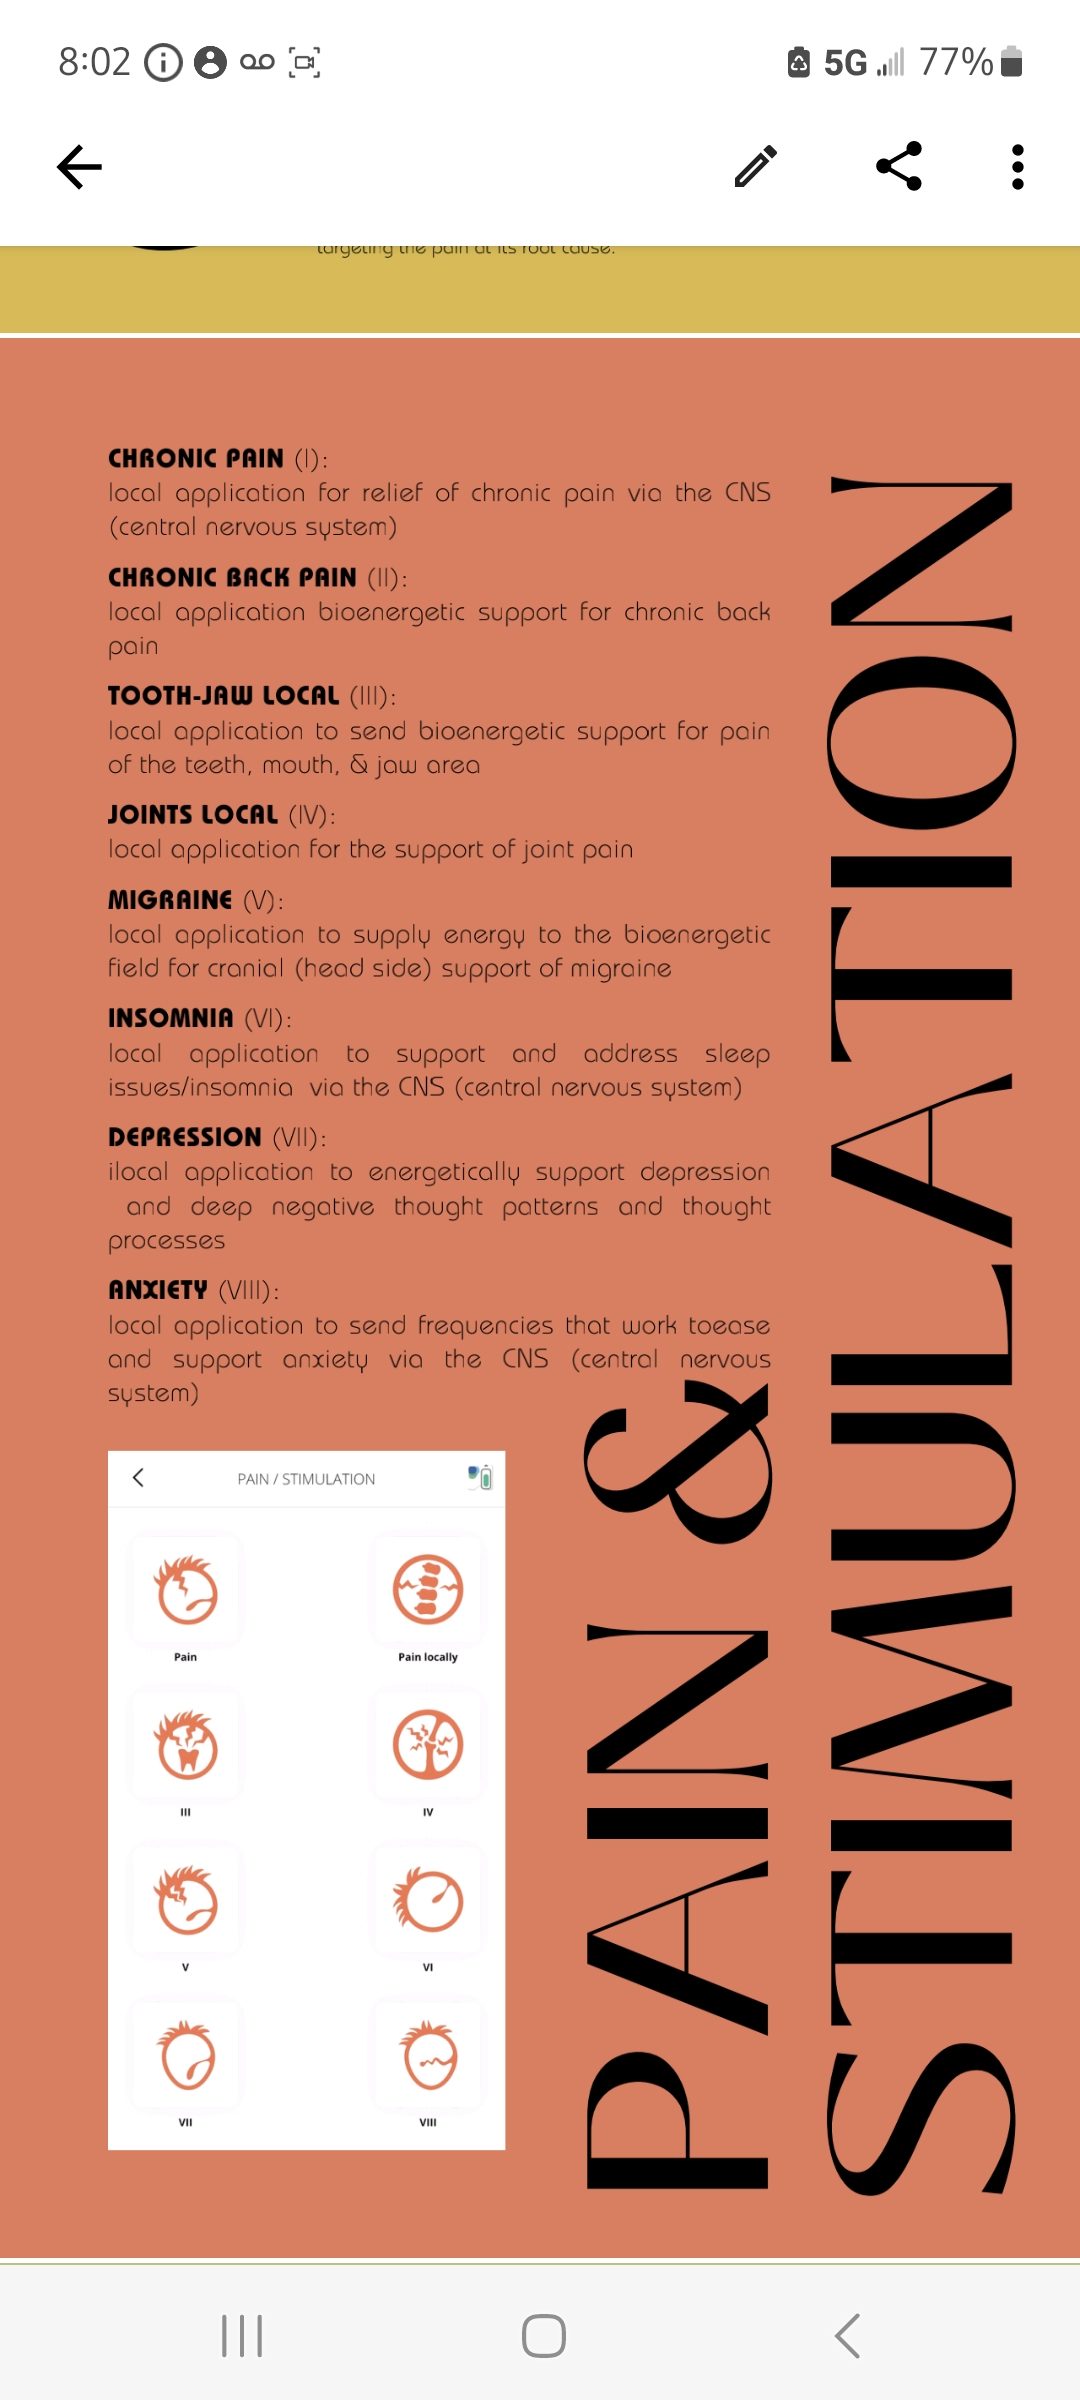 8:02
5G 77%
targeting the pain at its root cause.
CHRONIC PAIN (I):
local application for relief of chronic pain via the CNS
(central nervous system)
CHRONIC BACK PAIN (II):
local application bioenergetic support for chronic back
pain
TOOTH-JAW LOCAL (III):
local application to send bioenergetic support for pain
of the teeth, mouth, & jaw area
JOINTS LOCAL (IV):
local application for the support of joint pain
MIGRAINE (V):
local application to supply energy to the bioenergetic
field for cranial (head side) support of migraine
INSOMNIA (VI):
local application to support and address sleep
issues/insomnia via the CNS (central nervous system)
DEPRESSION (VII):
ilocal application to energetically support depression
and deep negative thought patterns and thought
processes
ANXIETY (VIII):
local application to send frequencies that work toease
and support anxiety via the CNS (central nervous
system)
PAIN / STIMULATION
Pain
Pain locally
III
IV
V
VI
VII
VIII
PAIN &
STIMULATION